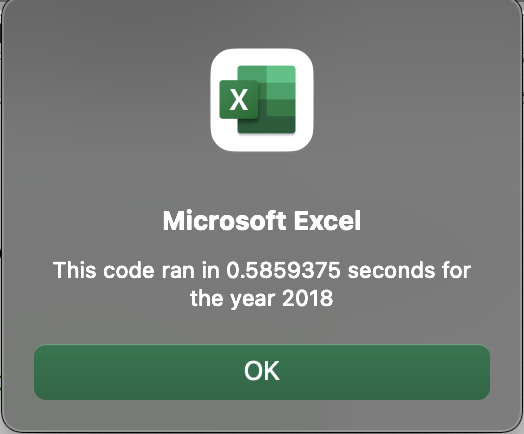 X
Microsoft Excel
This code ran in 0.5859375 seconds for
the year 2018
OK